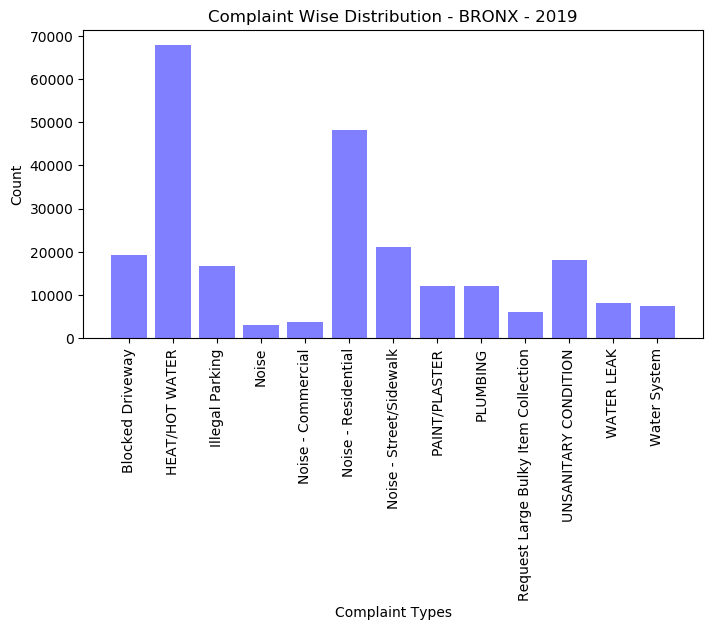 Complaint Wise Distribution - BRONX - 2019
70000
60000
50000
40000
30000
20000
10000
0
Count
Blocked Driveway
HEAT/HOT WATER
Illegal Parking
Noise
Noise - Commercial
Noise - Residential
Noise - Street/Sidewalk
PAINT/PLASTER
PLUMBING
Request Large Bulky Item Collection
UNSANITARY CONDITION
WATER LEAK
Water System
Complaint Types